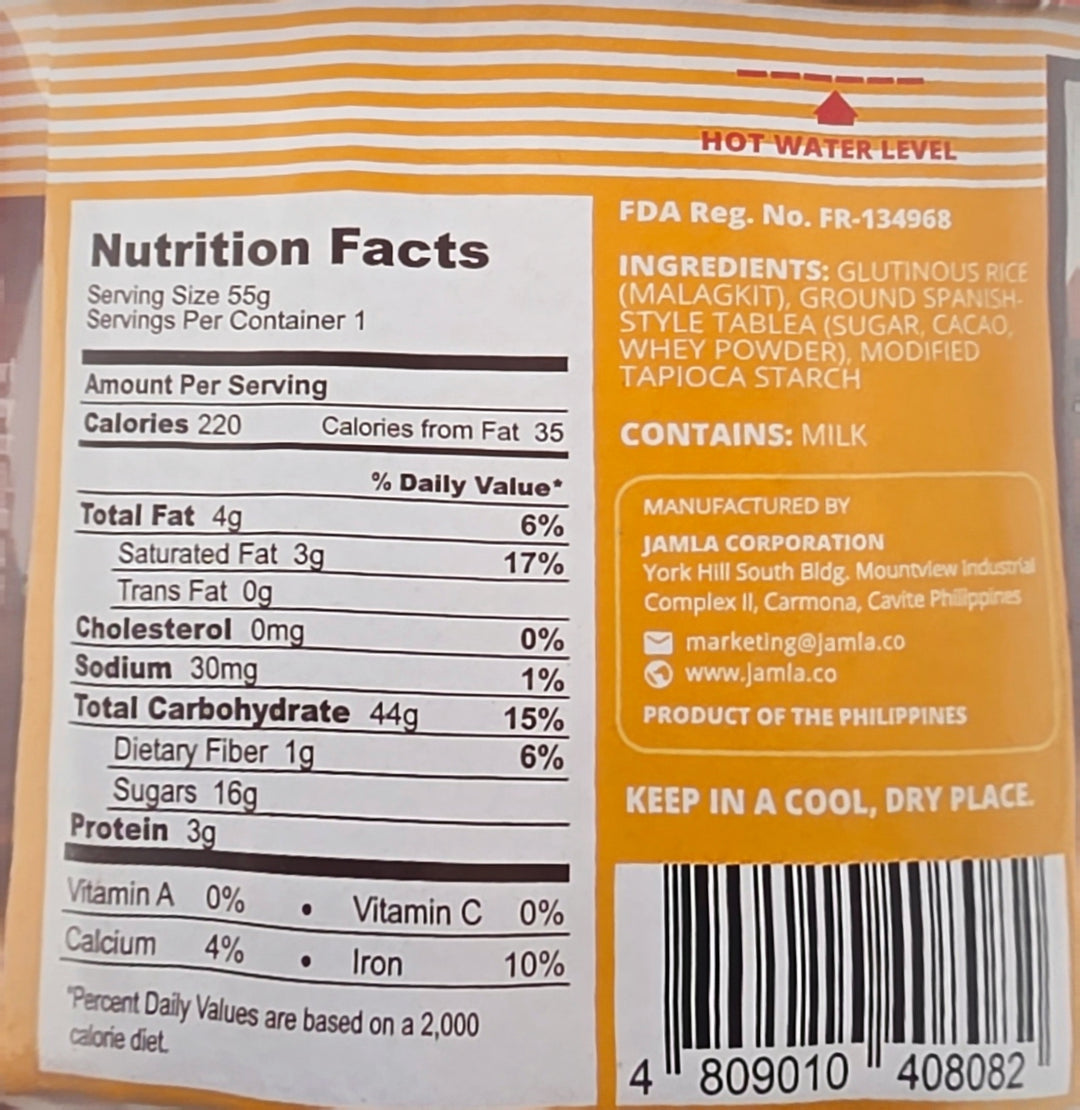 HOT WATER LEVEL
Nutrition Facts
Serving Size 55g
Servings Per Container 1
Amount Per Serving
Calories 220 Calories from Fat 35
% Daily Value*
Total Fat 4g 6%
Saturated Fat 3g 17%
Trans Fat 0g
Cholesterol 0mg 0%
Sodium 30mg 1%
Total Carbohydrate 44g 15%
Dietary Fiber 1g 6%
Sugars 16g
Protein 3g
Vitamin A 0% • Vitamin C 0%
Calcium 4% • Iron 10%
*Percent Daily Values are based on a 2,000
calorie diet.
FDA Reg. No. FR-134968
INGREDIENTS: GLUTINOUS RICE
(MALAGKIT), GROUND SPANISH-
STYLE TABLEA (SUGAR, CACAO,
WHEY POWDER), MODIFIED
TAPIOCA STARCH
CONTAINS: MILK
MANUFACTURED BY
JAMLA CORPORATION
York Hill South Bldg. Mountview Industrial
Complex II, Carmona, Cavite Philippines
marketing@jamla.co
www.jamla.co
PRODUCT OF THE PHILIPPINES
KEEP IN A COOL, DRY PLACE.
4 809010 408082